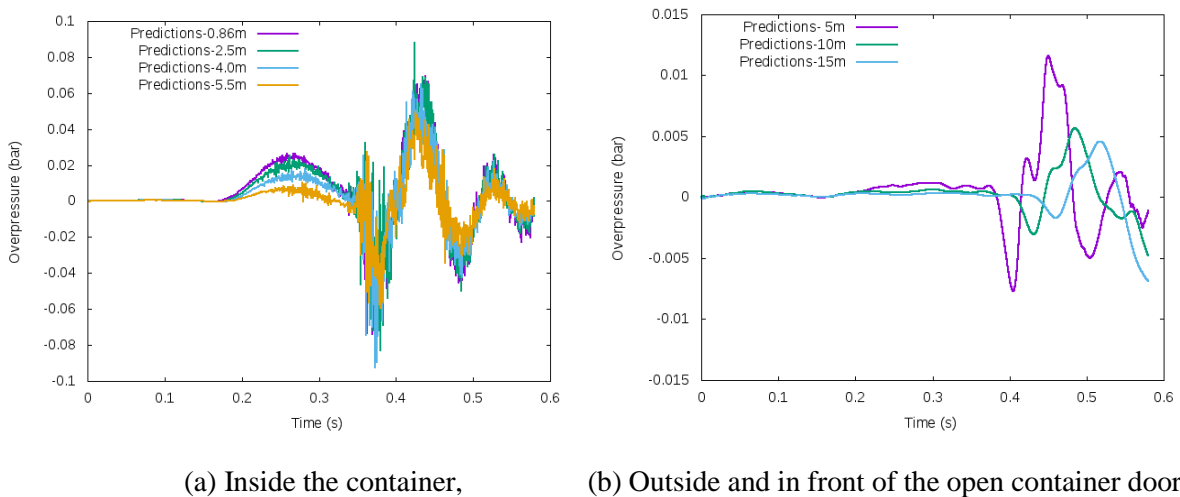 0.1
0.08
0.06
0.04
0.02
0
-0.02
-0.04
-0.06
-0.08
-0.1
Overpressure (bar)
Predictions-0.86m
Predictions-2.5m
Predictions-4.0m
Predictions-5.5m
0 0.1 0.2 0.3 0.4 0.5 0.6
Time (s)
0.015
0.01
0.005
0
-0.005
-0.01
-0.015
Overpressure (bar)
Predictions- 5m
Predictions-10m
Predictions-15m
0 0.1 0.2 0.3 0.4 0.5 0.6
Time (s)
(a) Inside the container, (b) Outside and in front of the open container door